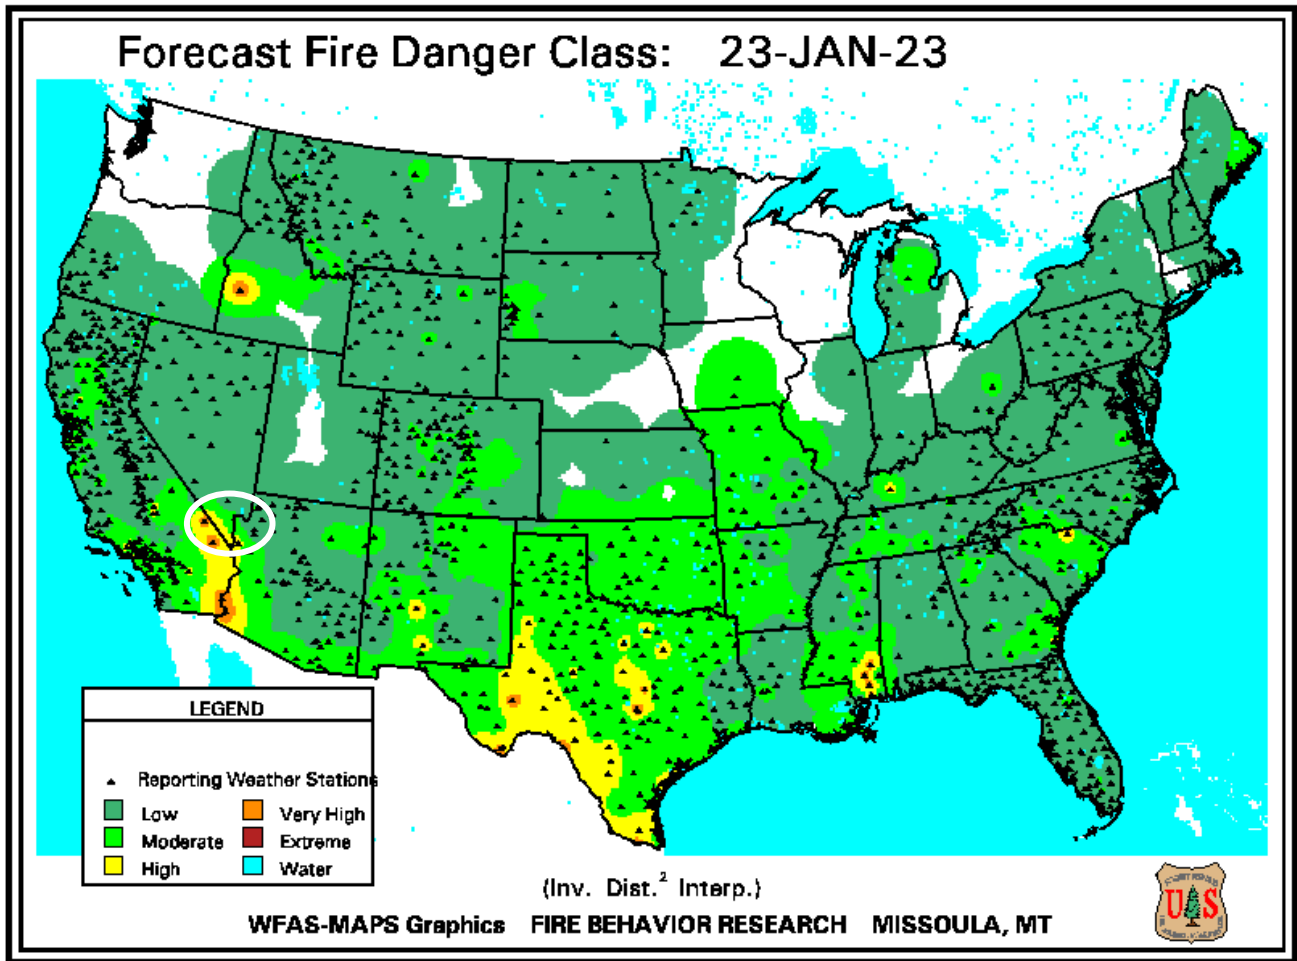 Forecast Fire Danger Class: 23-JAN-23
LEGEND
Reporting Weather Stations
Low
Very High
Moderate
Extreme
High
Water
(Inv. Dist.² Interp.)
WFAS-MAPS Graphics FIRE BEHAVIOR RESEARCH MISSOULA, MT
U S